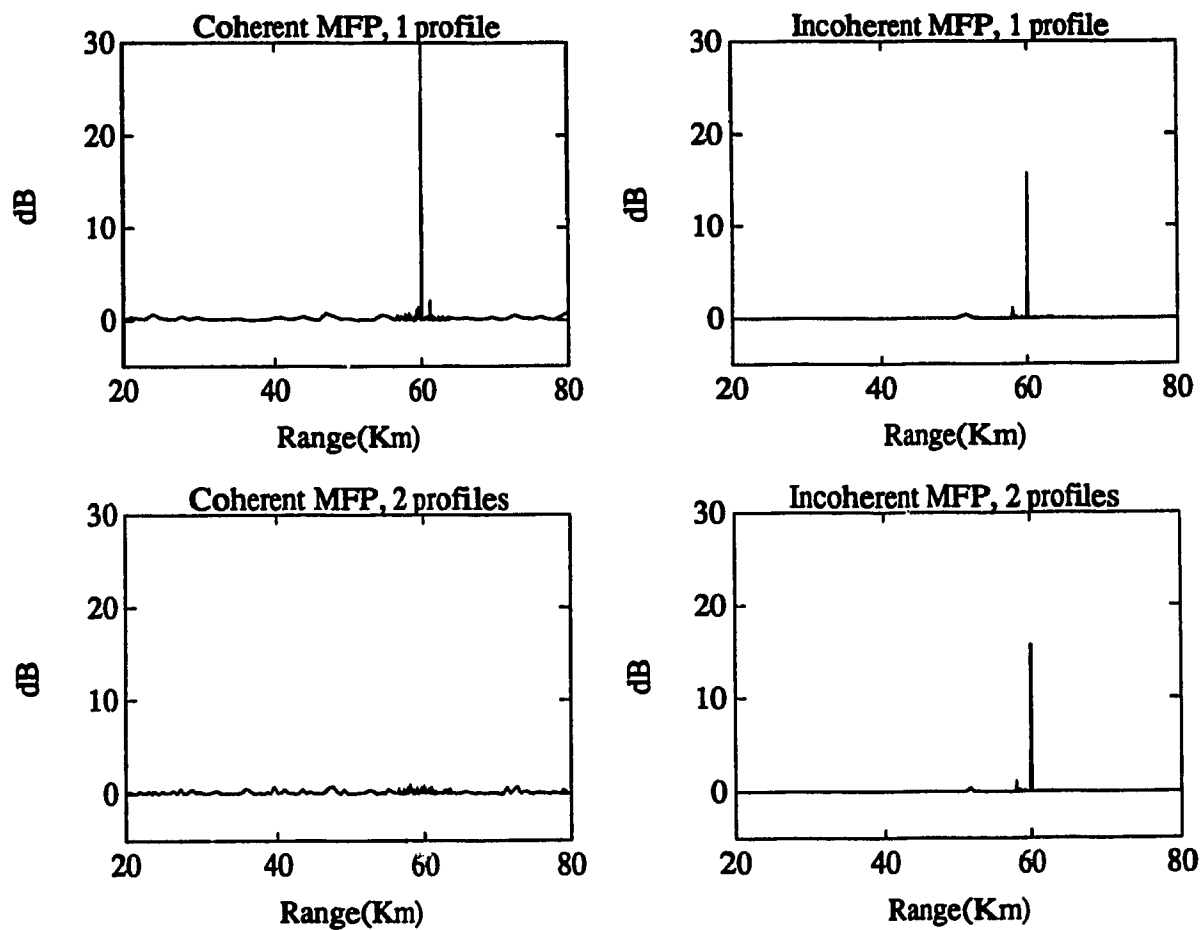 Coherent MFP, 1 profile
30
20
10
0
dB
20 40 60 80
Range(Km)
Incoherent MFP, 1 profile
30
20
10
0
dB
20 40 60 80
Range(Km)
Coherent MFP, 2 profiles
30
20
10
0
dB
20 40 60 80
Range(Km)
Incoherent MFP, 2 profiles
30
20
10
0
dB
20 40 60 80
Range(Km)